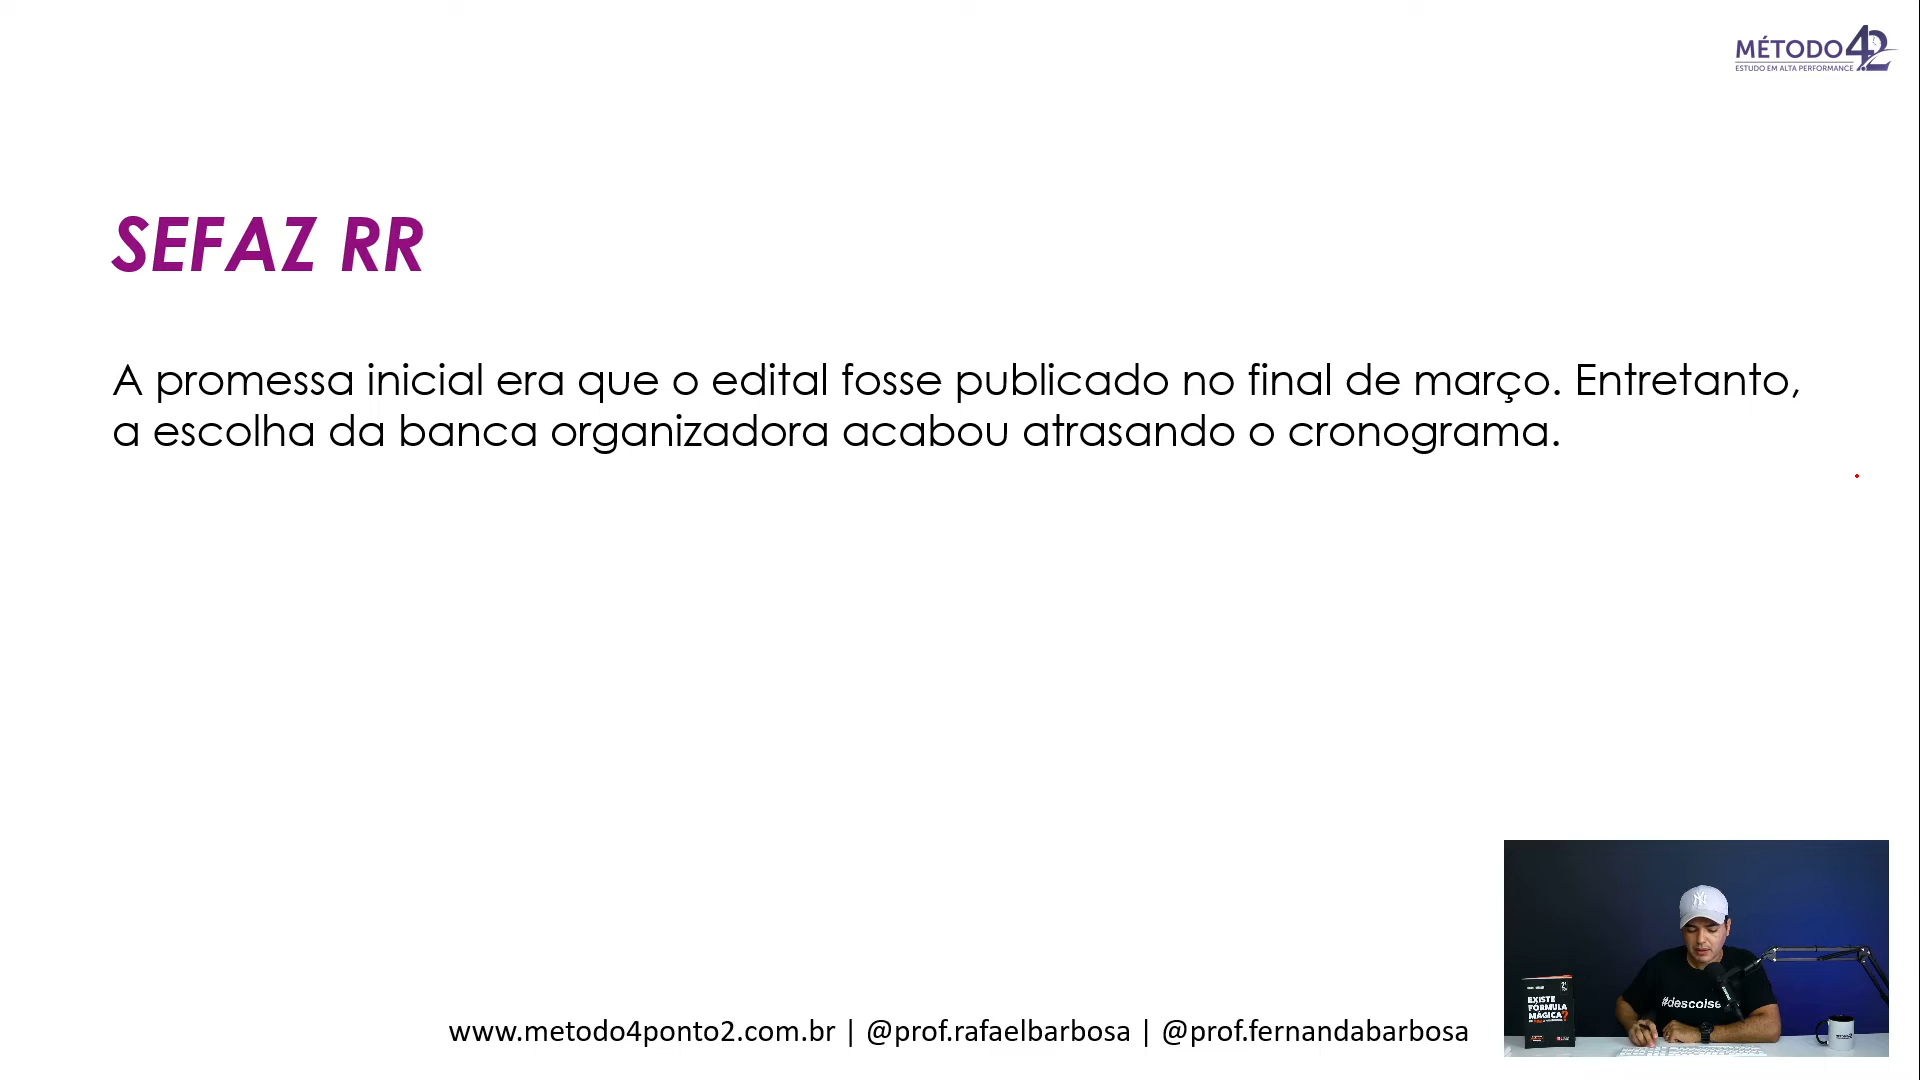 MÉTODO 4.2
ESTUDO EM ALTA PERFORMANCE
SEFAZ RR
A promessa inicial era que o edital fosse publicado no final de março. Entretanto,
a escolha da banca organizadora acabou atrasando o cronograma.
NY
#descoise
EXISTE
FÓRMULA
MÁGICA?
www.metodo4ponto2.com.br | @prof.rafaelbarbosa | @prof.fernandabarbosa